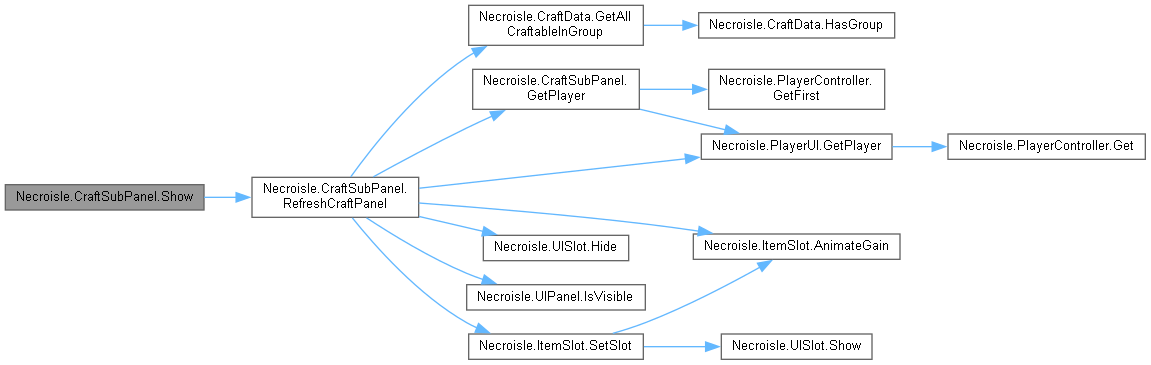 Necroisle.CraftSubPanel.Show
Necroisle.CraftSubPanel.
RefreshCraftPanel
Necroisle.CraftData.GetAll
CraftableInGroup
Necroisle.CraftData.HasGroup
Necroisle.CraftSubPanel.
GetPlayer
Necroisle.PlayerController.
GetFirst
Necroisle.PlayerUI.GetPlayer
Necroisle.PlayerController.Get
Necroisle.UISlot.Hide
Necroisle.ItemSlot.AnimateGain
Necroisle.UIPanel.IsVisible
Necroisle.ItemSlot.SetSlot
Necroisle.UISlot.Show